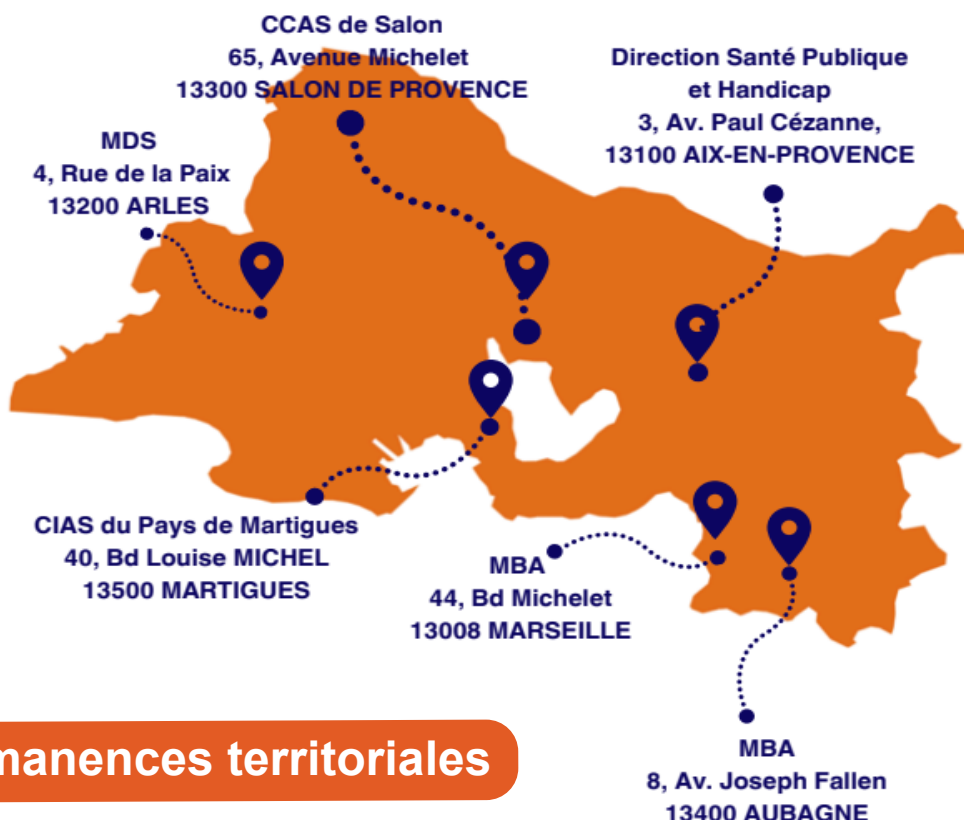 CCAS de Salon
65, Avenue Michelet
13300 SALON DE PROVENCE
Direction Santé Publique
et Handicap
3, Av. Paul Cézanne,
13100 AIX-EN-PROVENCE
MDS
4, Rue de la Paix
13200 ARLES
CIAS du Pays de Martigues
40, Bd Louise MICHEL
13500 MARTIGUES
MBA
44, Bd Michelet
13008 MARSEILLE
manences territoriales
MBA
8, Av. Joseph Fallen
13400 AUBAGNE